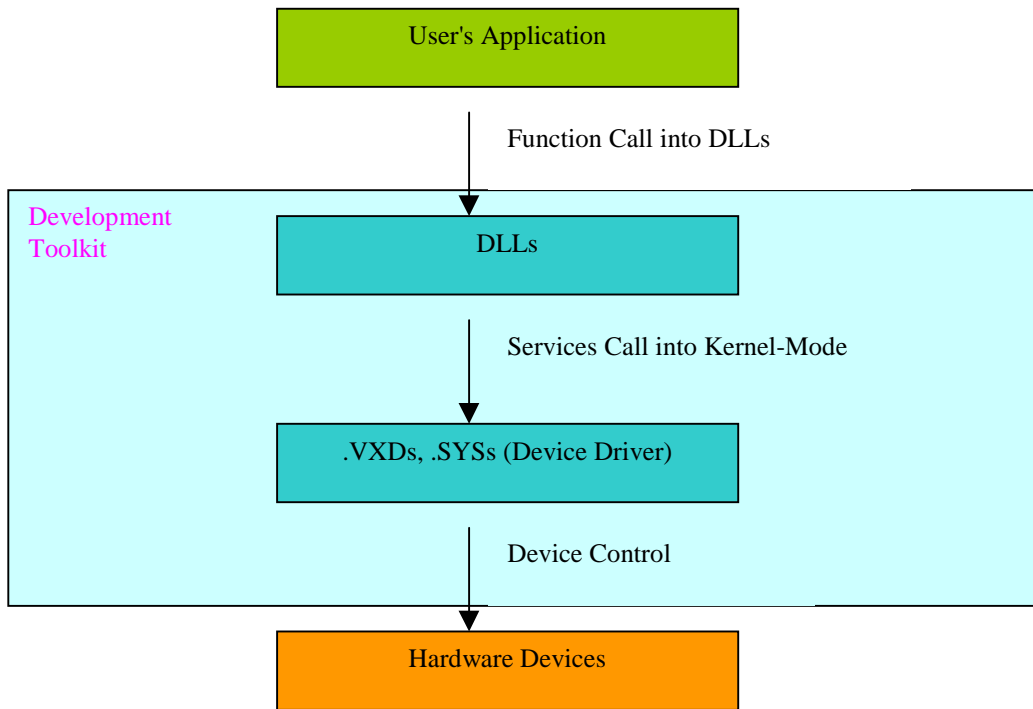 User's Application
Function Call into DLLs
Development
Toolkit
DLLs
Services Call into Kernel-Mode
.VXDs, .SYSs (Device Driver)
Device Control
Hardware Devices